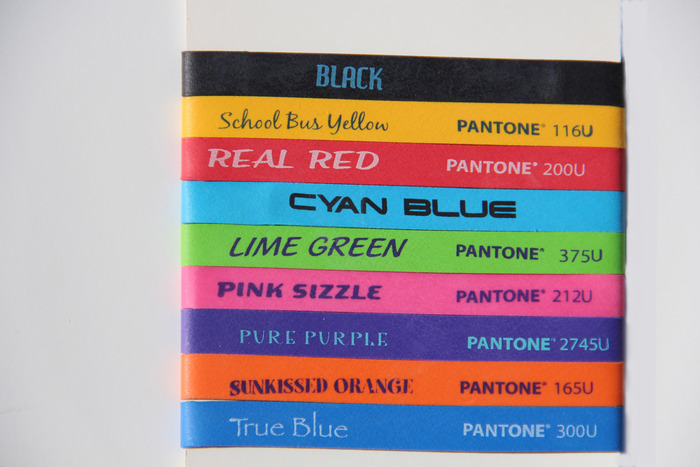 BLACK
School Bus Yellow PANTONE® 116U
REAL RED PANTONE® 200U
CYAN BLUE
LIME GREEN PANTONE® 375U
PINK SIZZLE PANTONE® 212U
PURE PURPLE PANTONE® 2745U
SUNKISSED ORANGE PANTONE® 165U
True Blue PANTONE® 300U